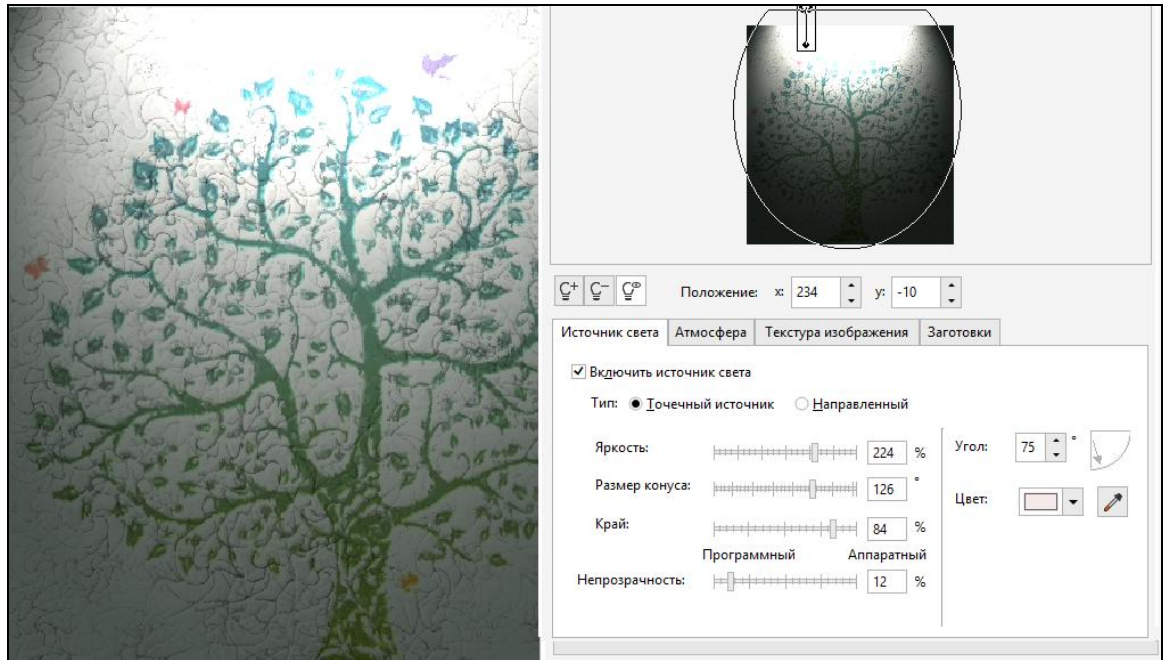 Положение: x: 234 y: -10
Источник света Атмосфера Текстура изображения Заготовки
Включить источник света
Тип: Точечный источник Направленный
Яркость: 224 % Угол: 75 °
Размер конуса: 126 °
Цвет:
Край: 84 %
Программный Аппаратный
Непрозрачность: 12 %